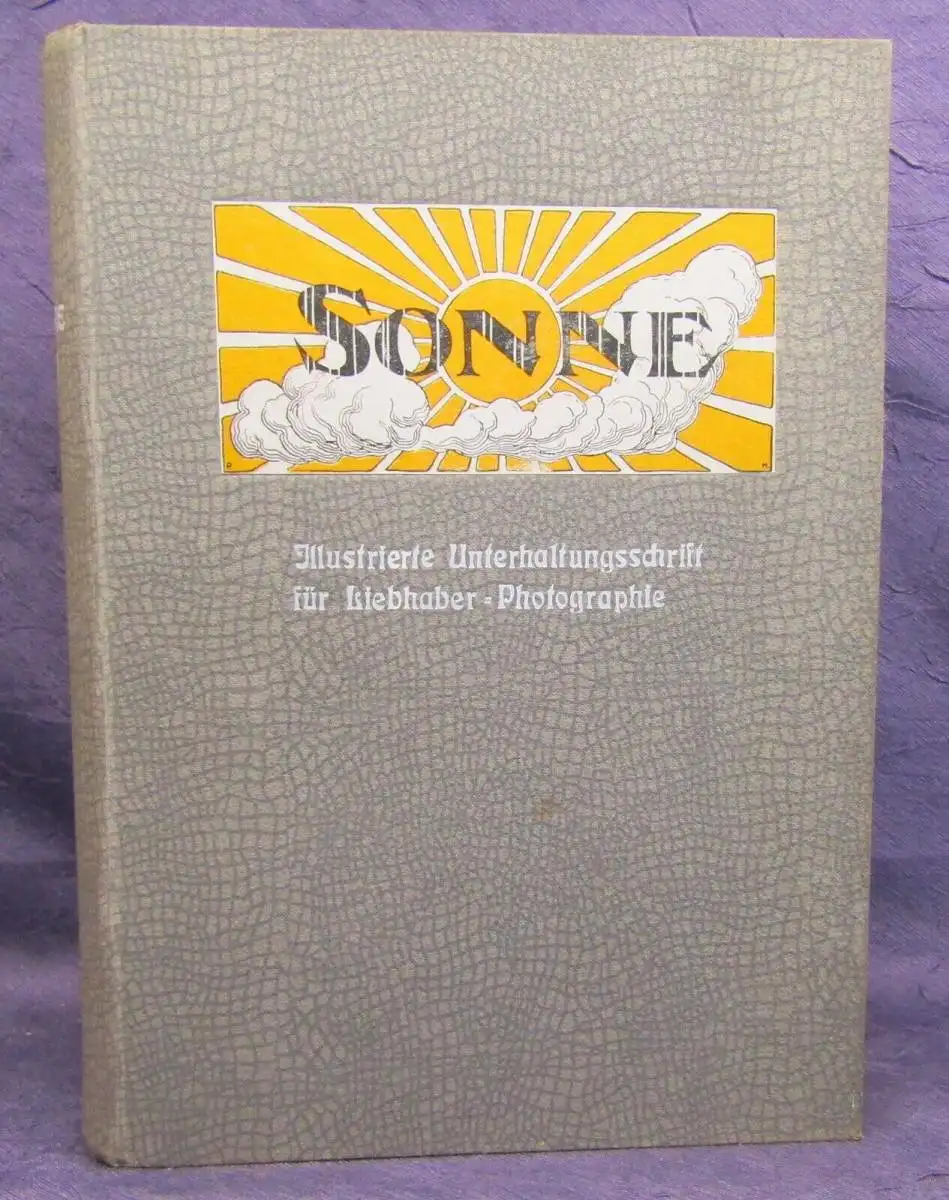 SONNE
Illustrierte Unterhaltungsschrift
für Liebhaber-Photographie